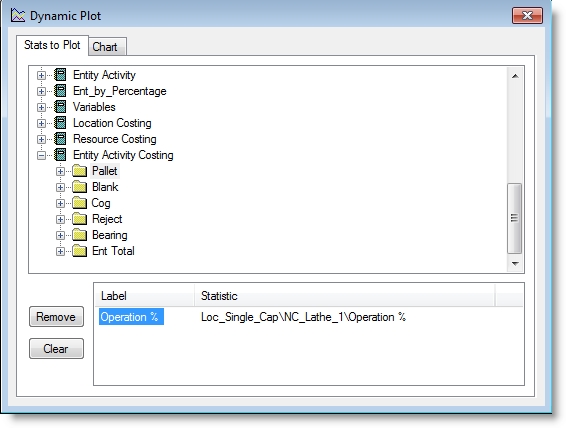 Dynamic Plot
Stats to Plot Chart
Entity Activity
Ent_by_Percentage
Variables
Location Costing
Resource Costing
Entity Activity Costing
Pallet
Blank
Cog
Reject
Bearing
Ent Total
Label Statistic
Remove Operation % Loc_Single_Cap\NC_Lathe_1\Operation %
Clear